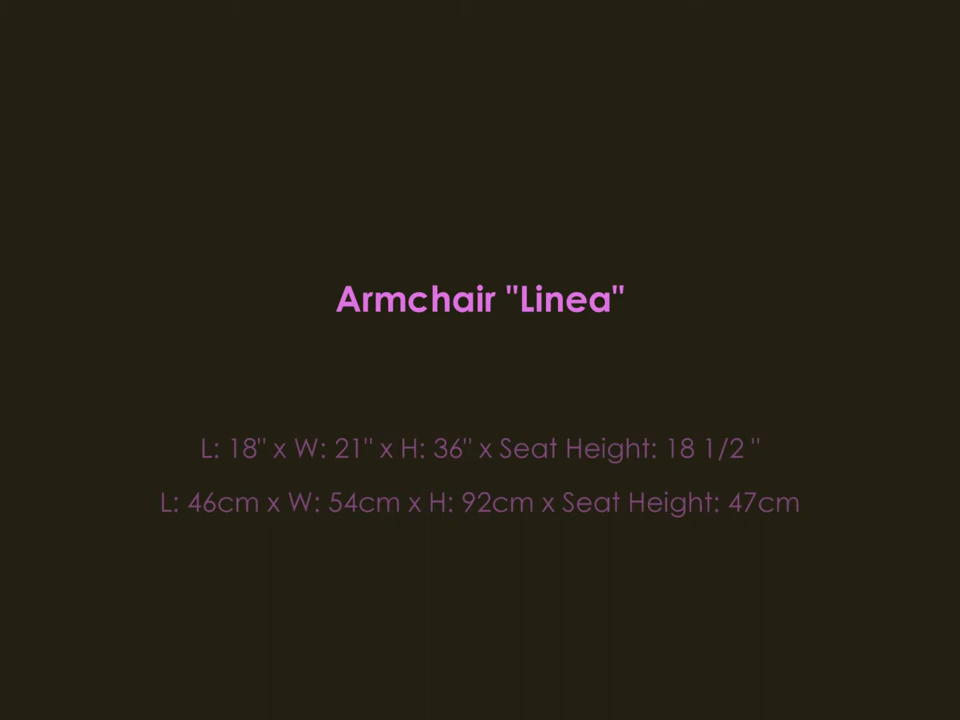 Armchair "Linea"
L: 18" x W: 21" x H: 36" x Seat Height: 18 1/2 "
L: 46cm x W: 54cm x H: 92cm x Seat Height: 47cm